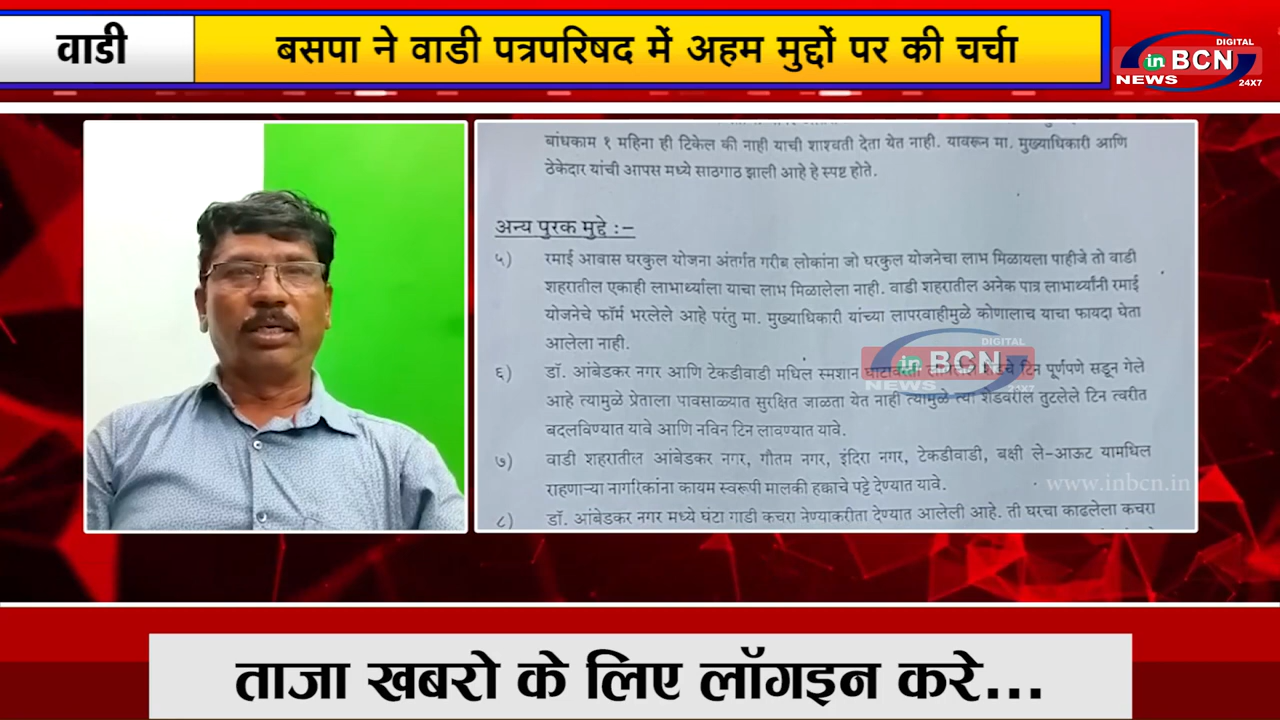 वाडी
बसपा ने वाडी पत्रपरिषद में अहम मुद्दों पर की चर्चा
DIGITAL
in BCN
NEWS 24X7
बांधकाम १ महिना ही टिकेल की नाही याची शाश्वती देता येत नाही. यावरून मा. मुख्याधिकारी आणि
ठेकेदार यांची आपस मध्ये साठगाठ झाली आहे हे स्पष्ट होते.
अन्य पुरक मुद्दे :–
५) रमाई आवास घरकुल योजना अंतर्गत गरीब लोकांना जो घरकुल योजनेचा लाभ मिळायला पाहीजे तो वाडी
शहरातील एकाही लाभार्थ्याला याचा लाभ मिळालेला नाही. वाडी शहरातील अनेक पात्र लाभार्थ्यांनी रमाई
योजनेचे फॉर्म भरलेले आहे परंतु मा. मुख्याधिकारी यांच्या लापरवाहीमुळे कोणालाच याचा फायदा घेता
आलेला नाही.
DIGITAL
in BCN
NEWS 24X7
६) डॉ. आंबेडकर नगर आणि टेकडीवाडी मधिल स्मशान टिन पूर्णपणे सडून गेले
आहे त्यामुळे प्रेताला पावसाळ्यात सुरक्षित जाळता येत नाही त्यामुळे त्या शेडवरील तुटलेले टिन त्वरीत
बदलविण्यात यावे आणि नविन टिन लावण्यात यावे.
७) वाडी शहरातील आंबेडकर नगर, गौतम नगर, इंदिरा नगर, टेकडीवाडी, बक्षी ले-आऊट यामधिल
राहणाऱ्या नागरिकांना कायम स्वरूपी मालकी हक्काचे पट्टे देण्यात यावे.
www.inbcn.in
८) डॉ. आंबेडकर नगर मध्ये घंटा गाडी कचरा नेण्याकरीता देण्यात आलेली आहे. ती घरचा काढलेला कचरा
ताजा खबरो के लिए लॉगइन करे...